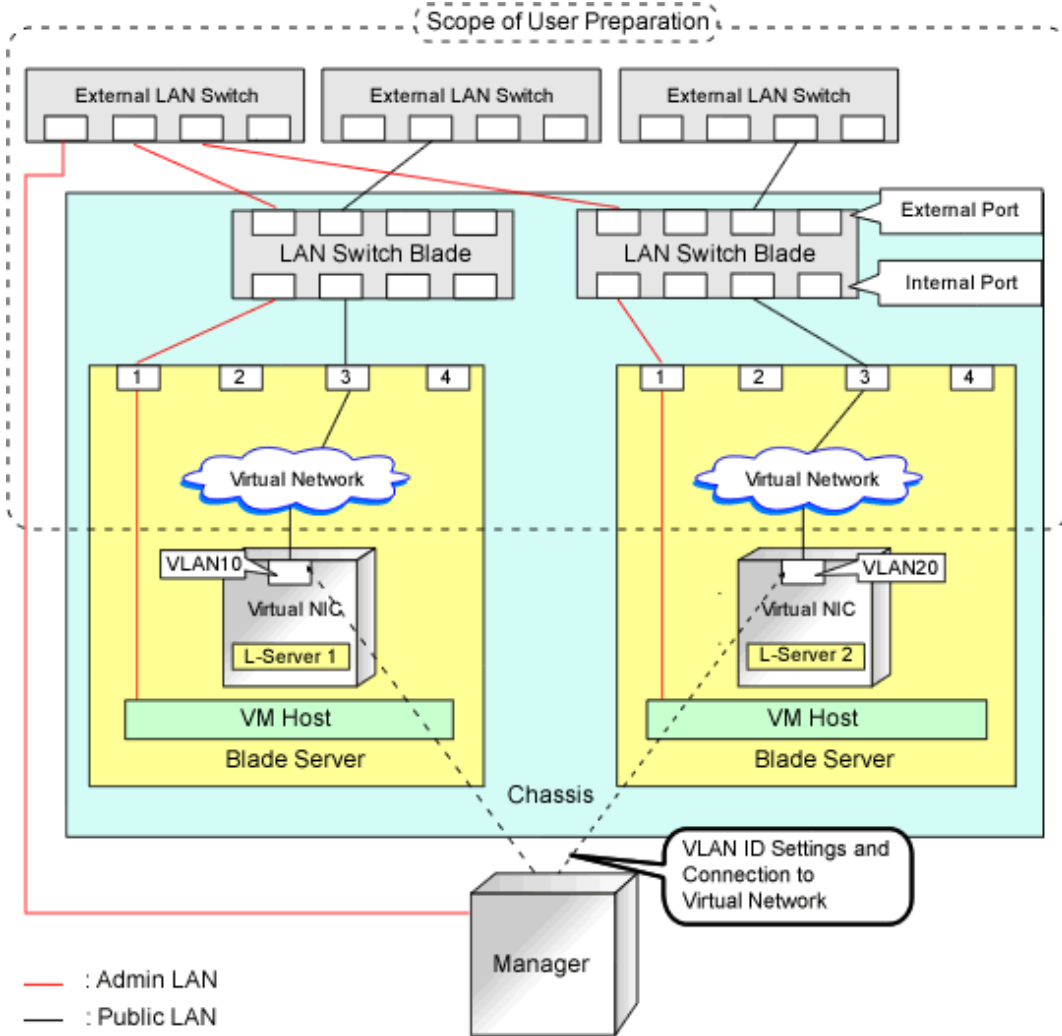 Scope of User Preparation
External LAN Switch
External LAN Switch
External LAN Switch
External Port
LAN Switch Blade
LAN Switch Blade
Internal Port
1
2
3
4
1
2
3
4
Virtual Network
Virtual Network
VLAN10
VLAN20
Virtual NIC
Virtual NIC
L-Server 1
L-Server 2
VM Host
VM Host
Blade Server
Blade Server
Chassis
VLAN ID Settings and
Connection to
Virtual Network
Manager
: Admin LAN
: Public LAN